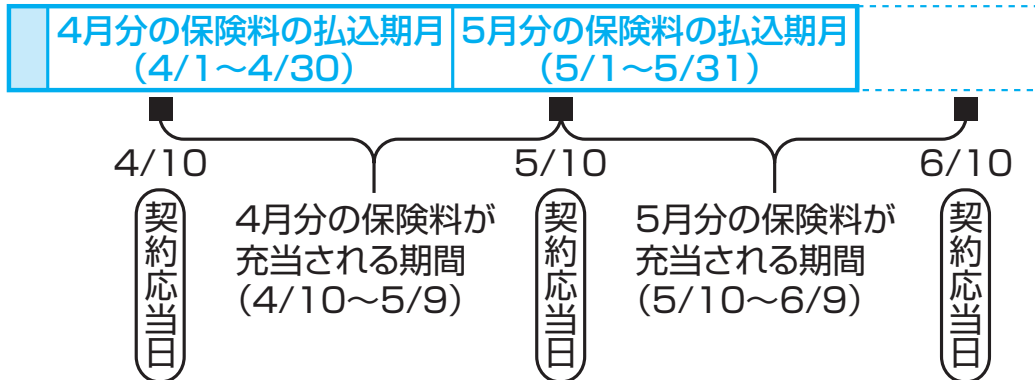 4月分の保険料の払込期月
（4/1～4/30）
5月分の保険料の払込期月
（5/1～5/31）
4/10
5/10
6/10
契約応当日
4月分の保険料が
充当される期間
（4/10～5/9）
契約応当日
5月分の保険料が
充当される期間
（5/10～6/9）
契約応当日